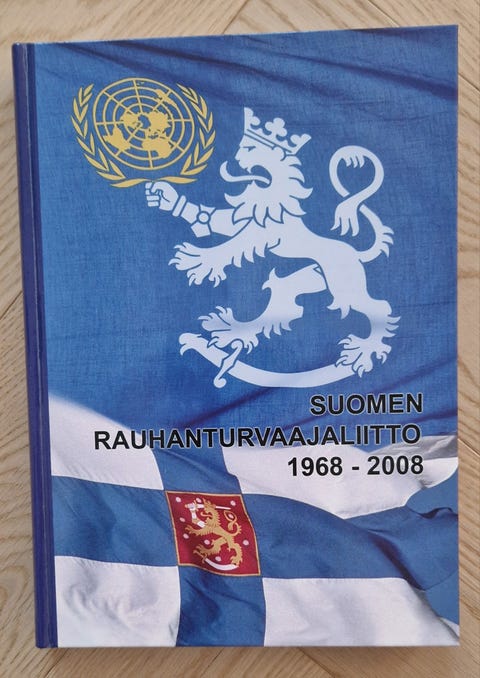 SUOMEN
RAUHANTURVAAJALIITTO
1968 - 2008